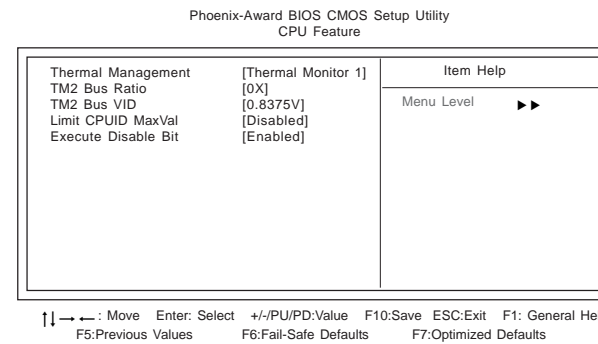 Phoenix-Award BIOS CMOS Setup Utility
CPU Feature
Thermal Management [Thermal Monitor 1]
TM2 Bus Ratio [0X]
TM2 Bus VID [0.8375V]
Limit CPUID MaxVal [Disabled]
Execute Disable Bit [Enabled]
Item Help
Menu Level ►►
↑↓→←: Move Enter: Select +/-/PU/PD:Value F10:Save ESC:Exit F1: General He
F5:Previous Values F6:Fail-Safe Defaults F7:Optimized Defaults